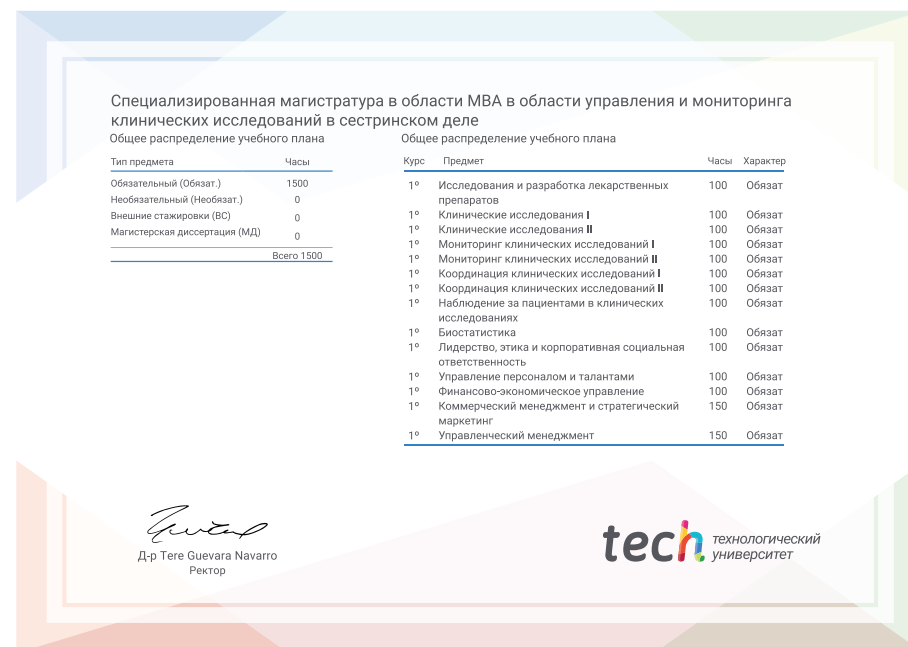 Специализированная магистратура в области MBA в области управления и мониторинга
клинических исследований в сестринском деле
Общее распределение учебного плана
Тип предмета Часы
Обязательный (Обязат.) 1500
Необязательный (Необязат.) 0
Внешние стажировки (ВС) 0
Магистерская диссертация (МД) 0
Всего 1500
Общее распределение учебного плана
Курс Предмет Часы Характер
1º Исследования и разработка лекарственных 100 Обязат
препаратов
1º Клинические исследования I 100 Обязат
1º Клинические исследования II 100 Обязат
1º Мониторинг клинических исследований I 100 Обязат
1º Мониторинг клинических исследований II 100 Обязат
1º Координация клинических исследований I 100 Обязат
1º Координация клинических исследований II 100 Обязат
1º Наблюдение за пациентами в клинических 100 Обязат
исследованиях
1º Биостатистика 100 Обязат
1º Лидерство, этика и корпоративная социальная 100 Обязат
ответственность
1º Управление персоналом и талантами 100 Обязат
1º Финансово-экономическое управление 100 Обязат
1º Коммерческий менеджмент и стратегический 150 Обязат
маркетинг
1º Управленческий менеджмент 150 Обязат
Д-р Tere Guevara Navarro
Ректор
tech технологический
университет